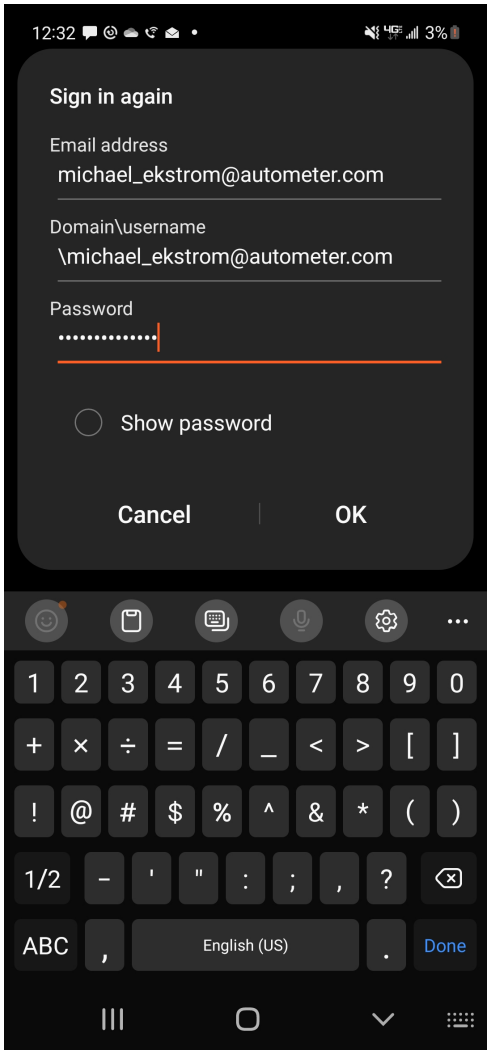 12:32 4G 3%
Sign in again
Email address
michael_ekstrom@autometer.com
Domain\username
\michael_ekstrom@autometer.com
Password
••••••••••••••
Show password
Cancel OK
1 2 3 4 5 6 7 8 9 0
+ × ÷ = / _ < > [ ]
! @ # $ % ^ & * ( )
1/2 - ' " : ; , ?
ABC , English (US) . Done